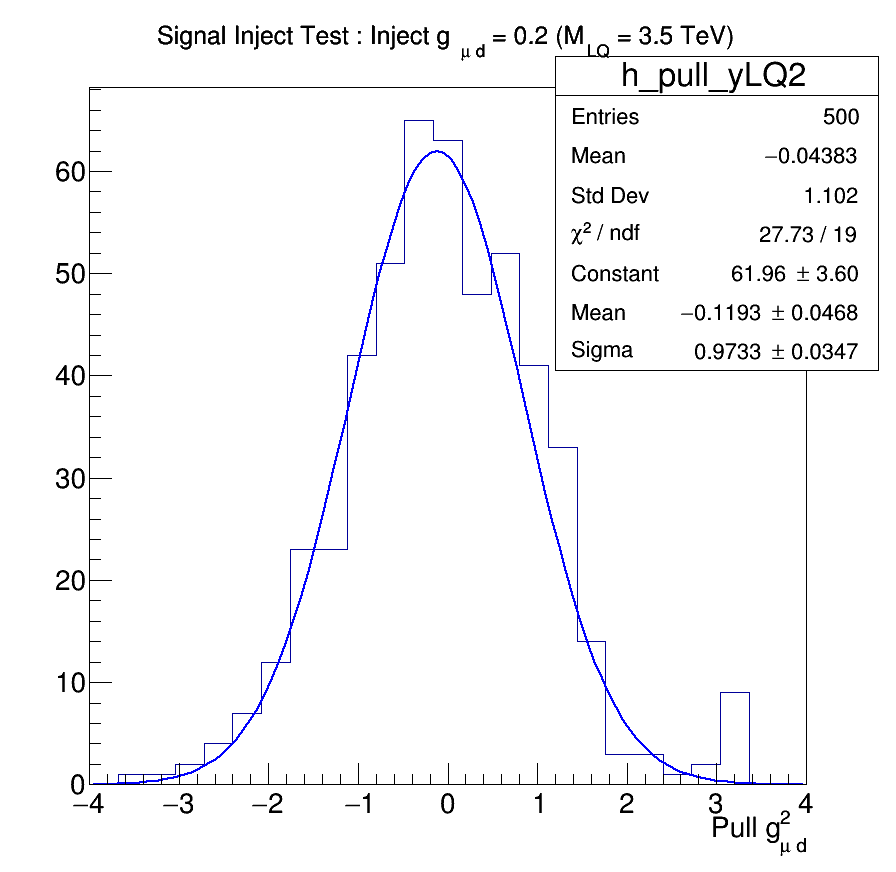 Signal Inject Test : Inject g μ d = 0.2 (M LQ = 3.5 TeV)
h_pull_yLQ2
Entries 500
Mean −0.04383
Std Dev 1.102
χ² / ndf 27.73 / 19
Constant 61.96 ± 3.60
Mean −0.1193 ± 0.0468
Sigma 0.9733 ± 0.0347
60
50
40
30
20
10
0
−4 −3 −2 −1 0 1 2 3 4
Pull g²μ d